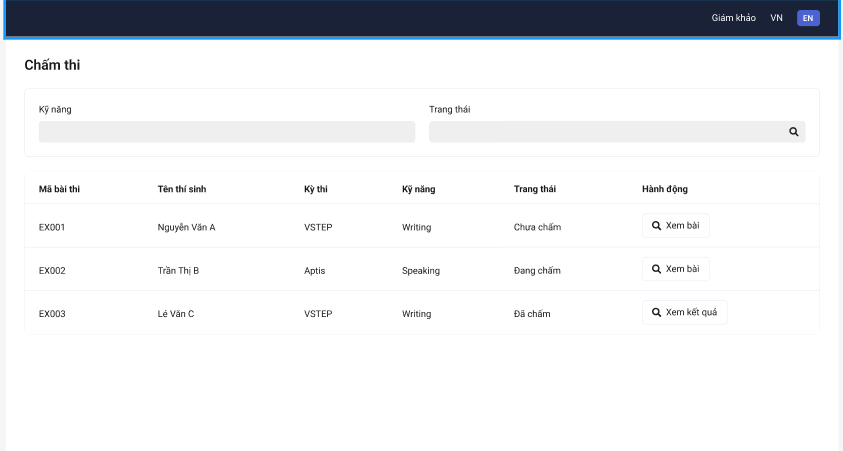 Giám khảo VN EN
Chấm thi
Kỹ năng Trang thái
Mã bài thi Tên thí sinh Kỳ thi Kỹ năng Trang thái Hành động
EX001 Nguyễn Văn A VSTEP Writing Chưa chấm Xem bài
EX002 Trần Thị B Aptis Speaking Đang chấm Xem bài
EX003 Lê Văn C VSTEP Writing Đã chấm Xem kết quả